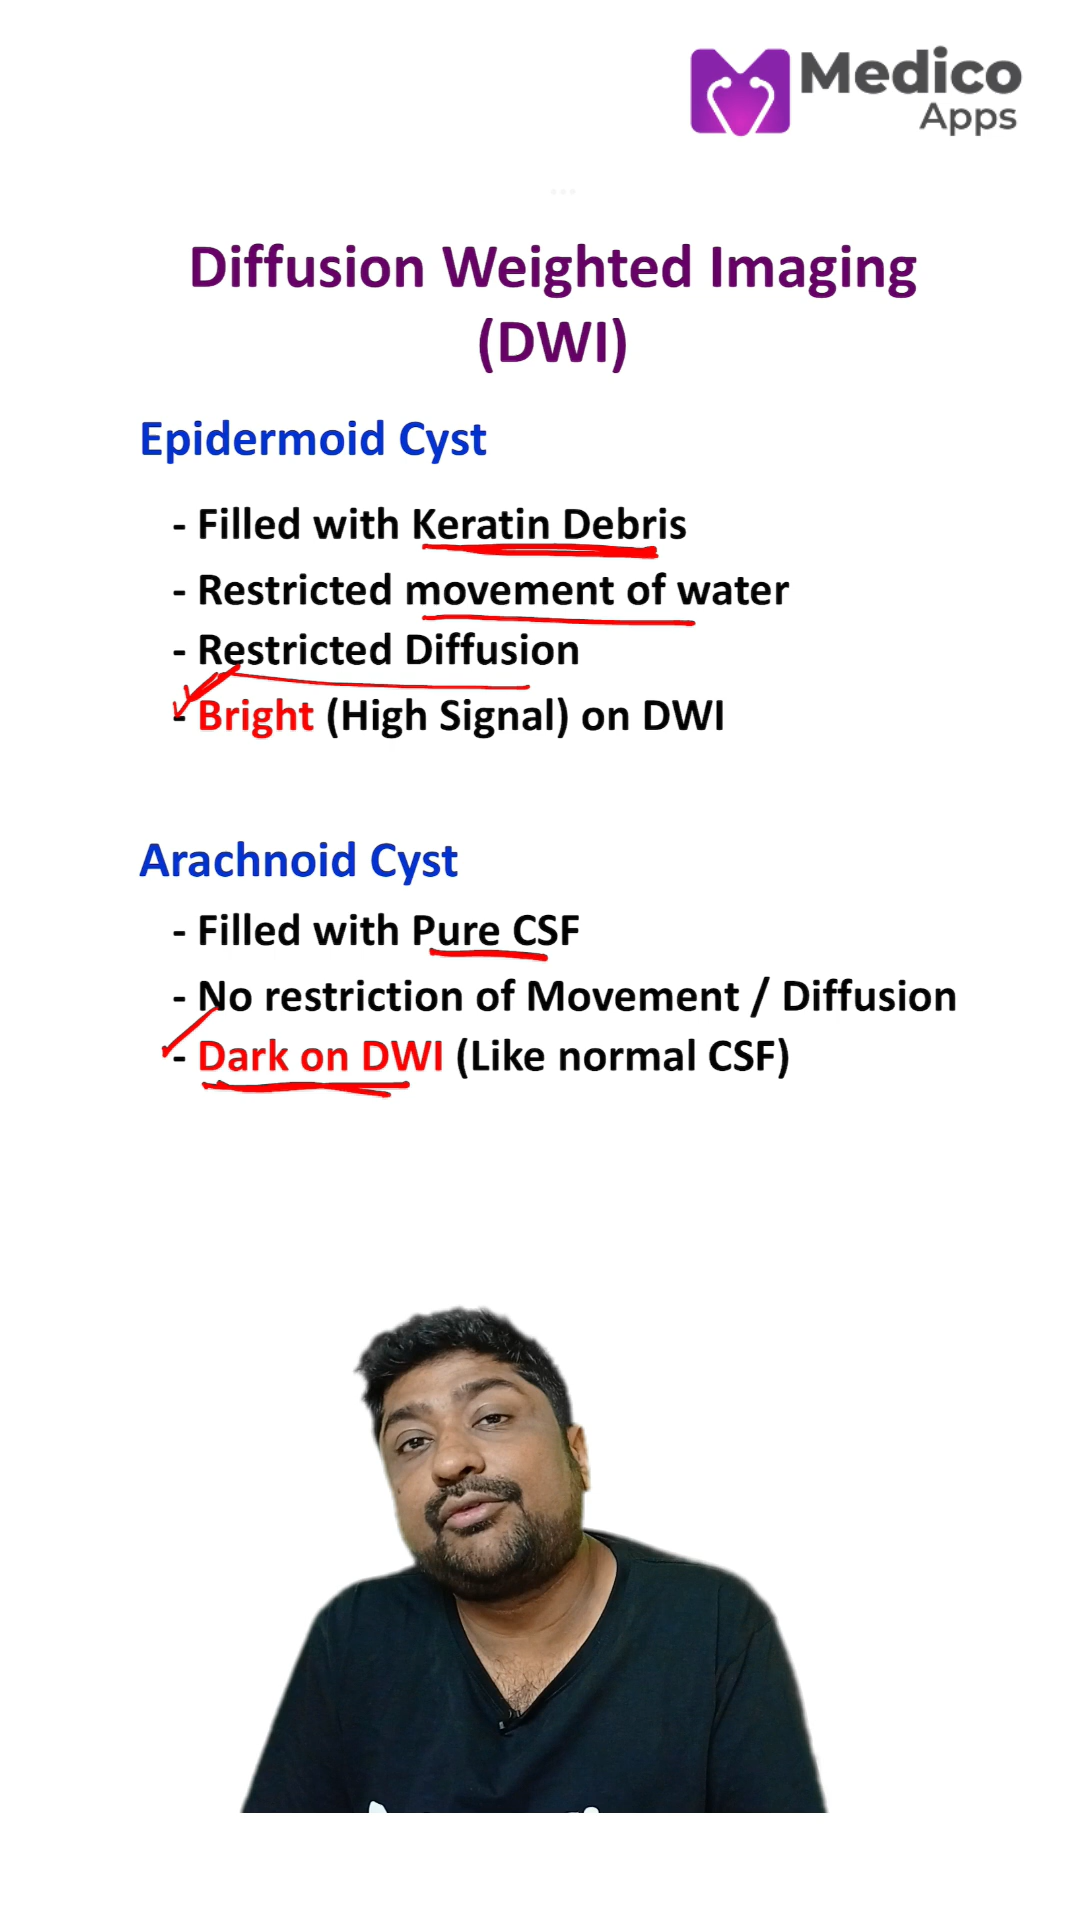 Medico
Apps
Diffusion Weighted Imaging
(DWI)
Epidermoid Cyst
- Filled with Keratin Debris
- Restricted movement of water
- Restricted Diffusion
- Bright (High Signal) on DWI
Arachnoid Cyst
- Filled with Pure CSF
- No restriction of Movement / Diffusion
- Dark on DWI (Like normal CSF)